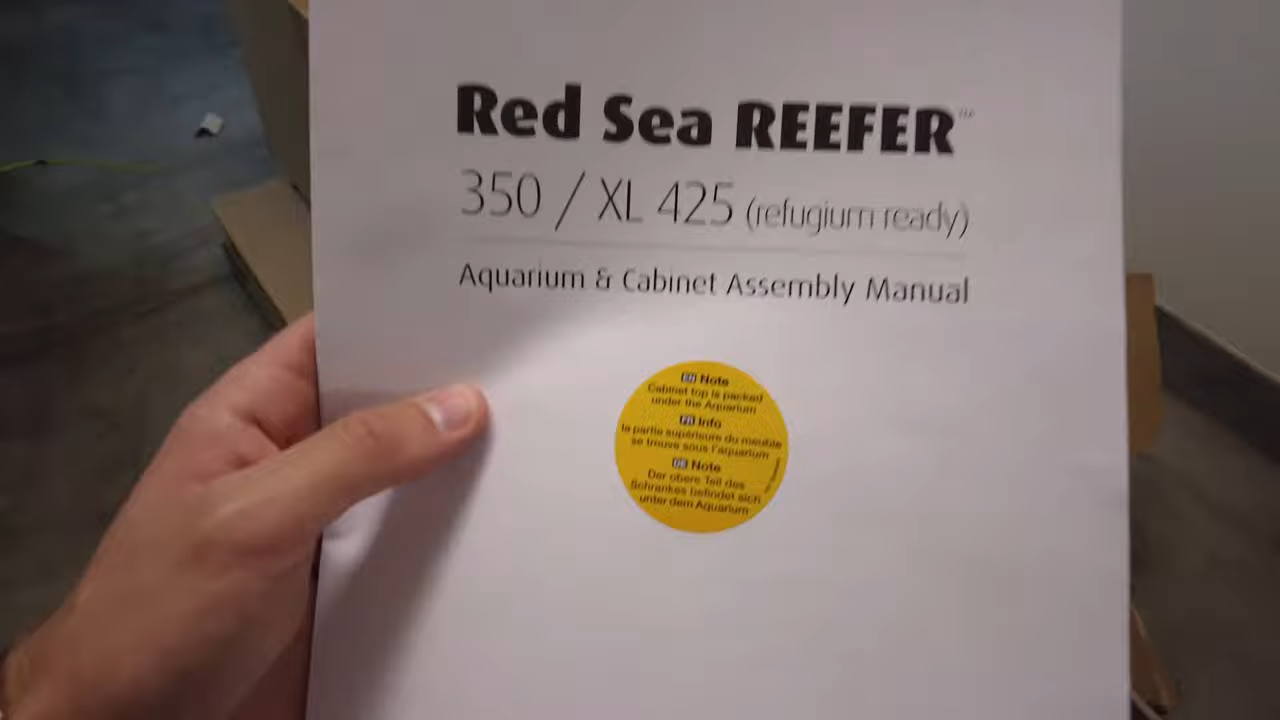 Red Sea REEFER™
350 / XL 425 (refugium ready)
Aquarium & Cabinet Assembly Manual
EN Note
Cabinet top is packed
under the Aquarium
FR Info
la partie supérieure du meuble
se trouve sous l'aquarium
DE Note
Der obere Teil des
Schrankes befindet sich
unter dem Aquarium